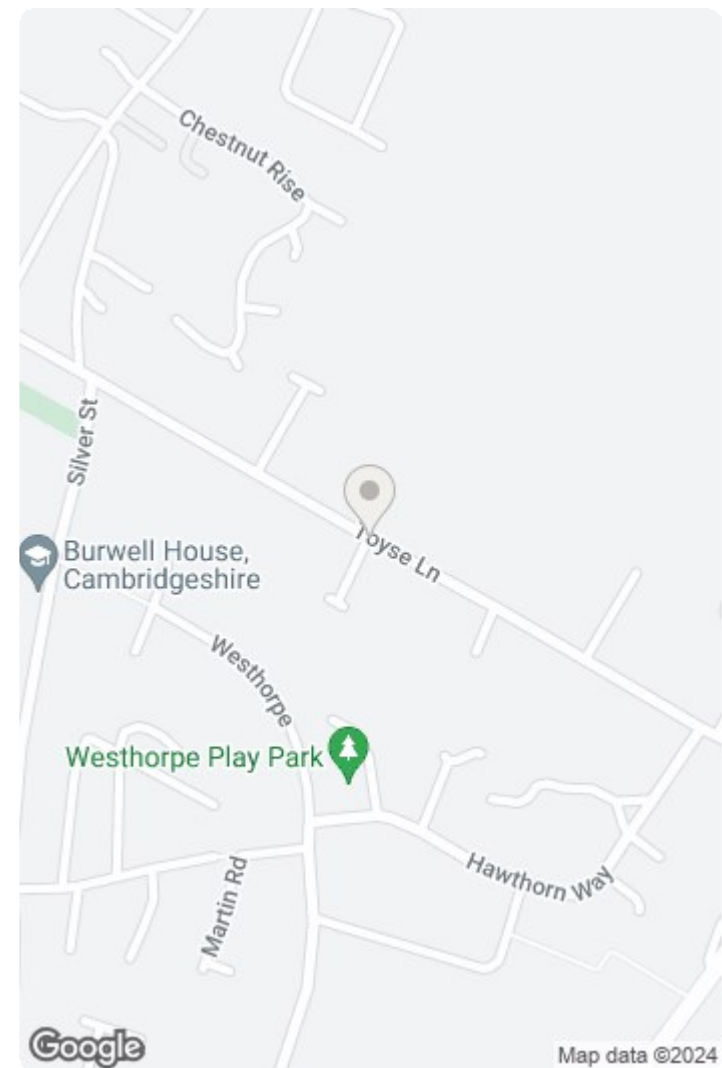 Chestnut Rise
Silver St
Toyse Ln
Burwell House,
Cambridgeshire
Westhorpe
Westhorpe Play Park
Hawthorn Way
Martin Rd
Google
Map data ©2024